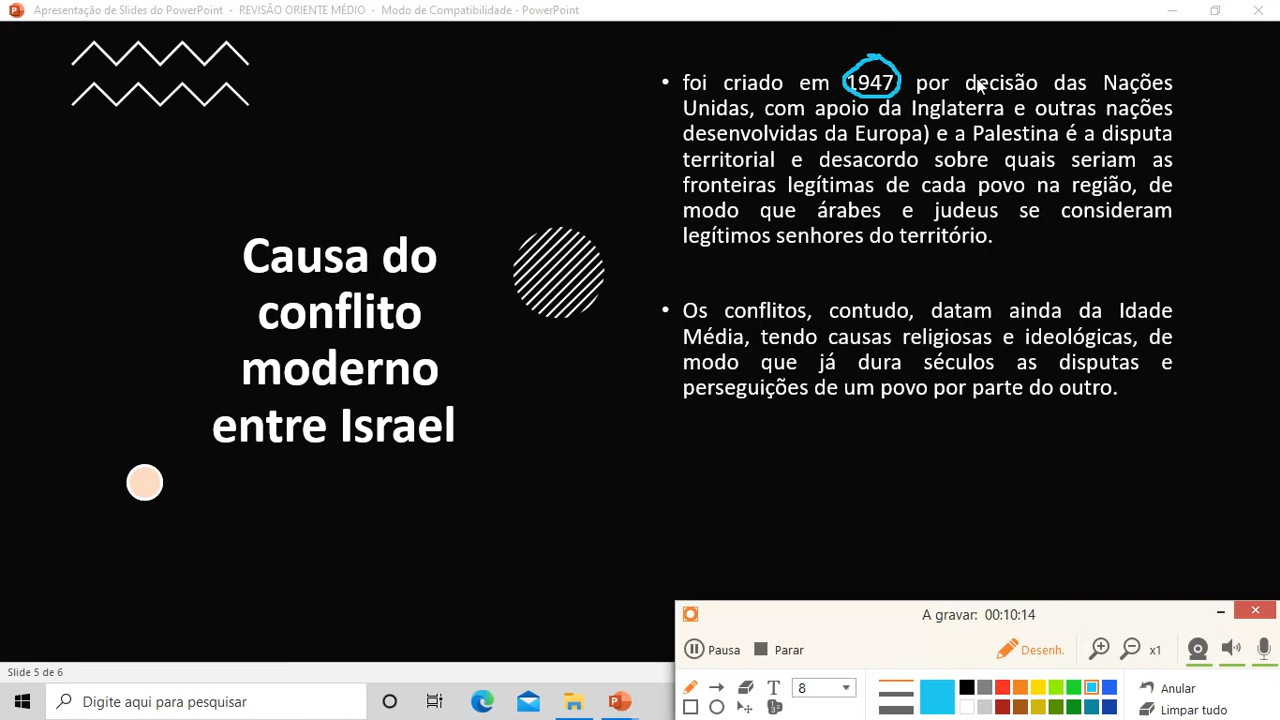 Apresentação de Slides do PowerPoint - REVISÃO ORIENTE MÉDIO - Modo de Compatibilidade - PowerPoint
Causa do
conflito
moderno
entre Israel
• foi criado em 1947 por decisão das Nações
Unidas, com apoio da Inglaterra e outras nações
desenvolvidas da Europa) e a Palestina é a disputa
territorial e desacordo sobre quais seriam as
fronteiras legítimas de cada povo na região, de
modo que árabes e judeus se consideram
legítimos senhores do território.
• Os conflitos, contudo, datam ainda da Idade
Média, tendo causas religiosas e ideológicas, de
modo que já dura séculos as disputas e
perseguições de um povo por parte do outro.
A gravar: 00:10:14
Pausa Parar Desenh. x1
T 8 Anular
Limpar tudo
Slide 5 de 6
Digite aqui para pesquisar